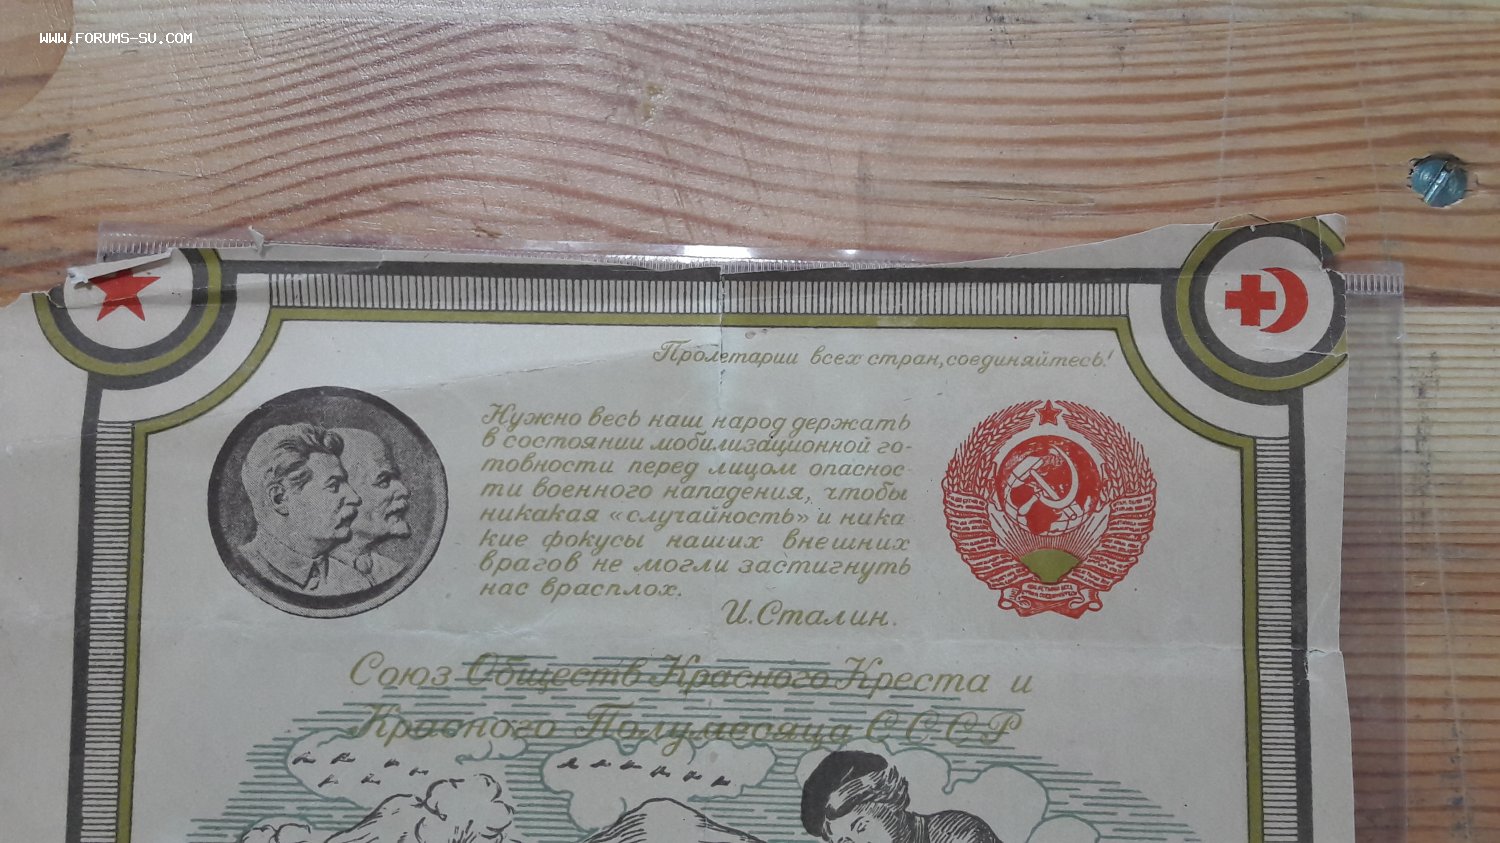 WWW.FORUMS-SU.COM
Пролетарии всех стран, соединяйтесь!
Нужно весь наш народ держать
в состоянии мобилизационной го-
товности перед лицом опаснос-
ти военного нападения, чтобы
никакая «случайность» и ника
кие фокусы наших внешних
врагов не могли застигнуть
нас врасплох.
И. Сталин.
Союз Обществ Красного Креста и
Красного Полумесяца СССР